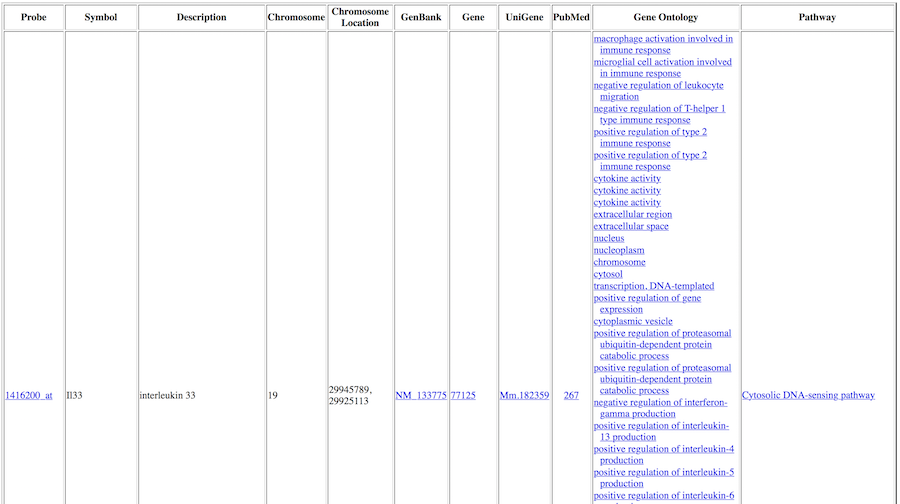 Probe Symbol Description Chromosome Chromosome Location GenBank Gene UniGene PubMed Gene Ontology Pathway
macrophage activation involved in
immune response
microglial cell activation involved
in immune response
negative regulation of leukocyte
migration
negative regulation of T-helper 1
type immune response
positive regulation of type 2
immune response
positive regulation of type 2
immune response
cytokine activity
cytokine activity
cytokine activity
extracellular region
extracellular space
nucleus
nucleoplasm
chromosome
cytosol
transcription, DNA-templated
positive regulation of gene
expression
cytoplasmic vesicle
positive regulation of proteasomal
ubiquitin-dependent protein
catabolic process
positive regulation of proteasomal
ubiquitin-dependent protein
catabolic process
1416200_at Il33 interleukin 33 19 29945789, 29925113 NM_133775 77125 Mm.182359 267 Cytosolic DNA-sensing pathway
negative regulation of interferon-
gamma production
positive regulation of interleukin-
13 production
positive regulation of interleukin-4
production
positive regulation of interleukin-5
production
positive regulation of interleukin-6